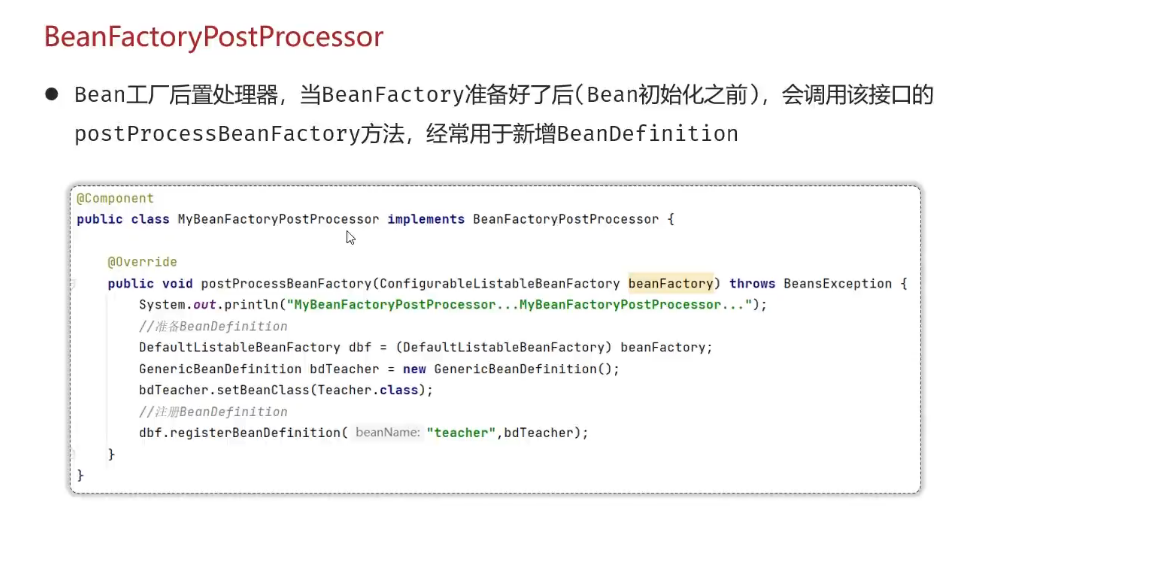 BeanFactoryPostProcessor
● Bean工厂后置处理器，当BeanFactory准备好了后(Bean初始化之前)，会调用该接口的
postProcessBeanFactory方法，经常用于新增BeanDefinition
@Component
public class MyBeanFactoryPostProcessor implements BeanFactoryPostProcessor {
@Override
public void postProcessBeanFactory(ConfigurableListableBeanFactory beanFactory) throws BeansException {
System.out.println("MyBeanFactoryPostProcessor...MyBeanFactoryPostProcessor...");
//准备BeanDefinition
DefaultListableBeanFactory dbf = (DefaultListableBeanFactory) beanFactory;
GenericBeanDefinition bdTeacher = new GenericBeanDefinition();
bdTeacher.setBeanClass(Teacher.class);
//注册BeanDefinition
dbf.registerBeanDefinition( beanName: "teacher",bdTeacher);
}
}